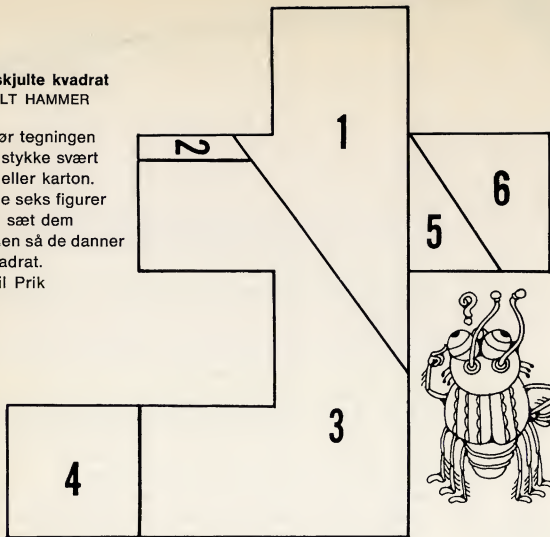 skjulte kvadrat
LT HAMMER
ør tegningen
stykke svært
eller karton.
e seks figurer
sæt dem
en så de danner
adrat.
il Prik
1
2
6
5
3
4
?